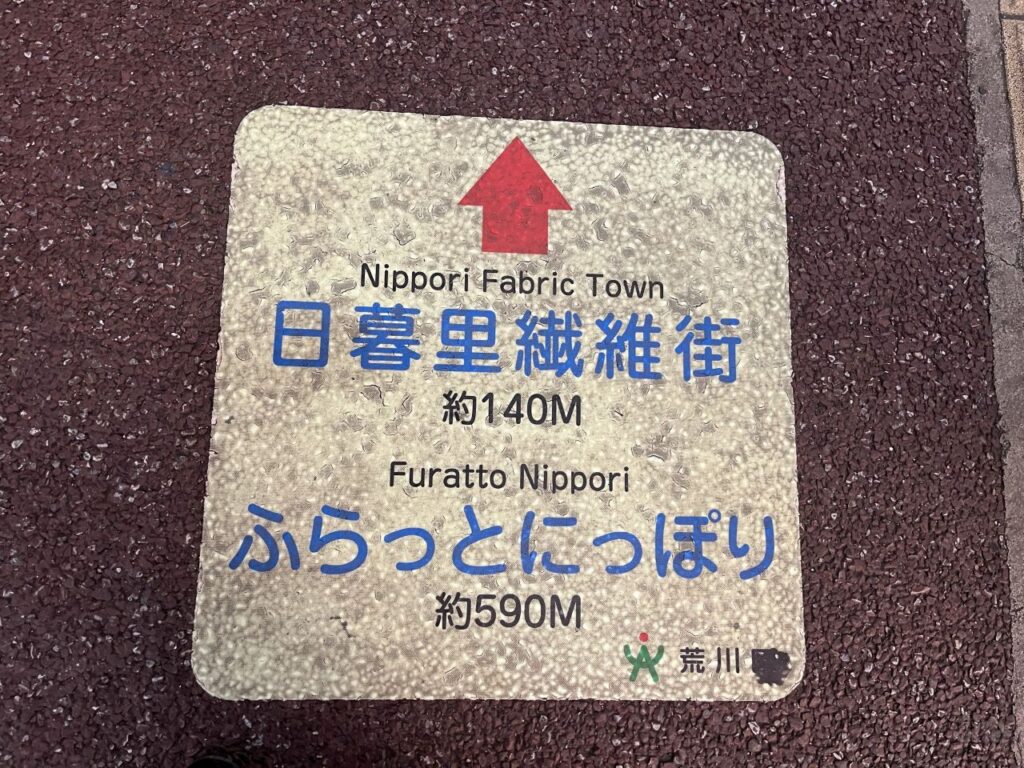 Nippori Fabric Town
日暮里繊維街
約140M
Furatto Nippori
ふらっとにっぽり
約590M
荒川